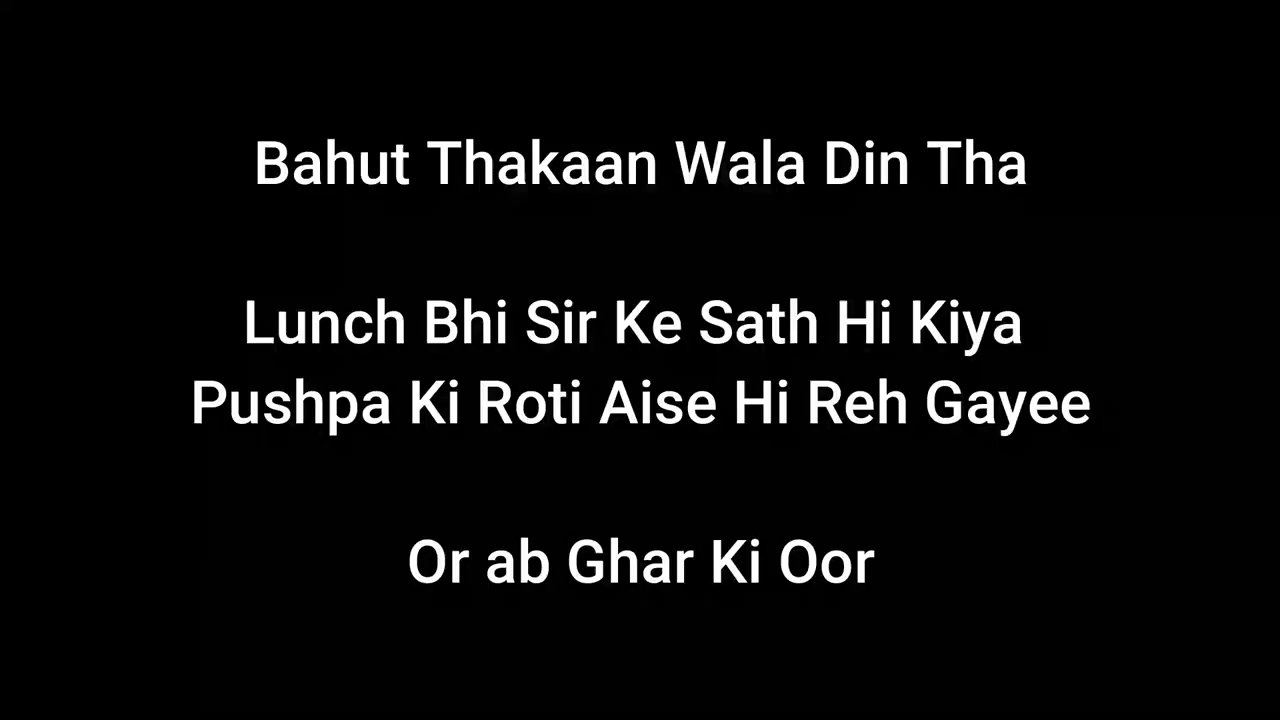 Bahut Thakaan Wala Din Tha
Lunch Bhi Sir Ke Sath Hi Kiya
Pushpa Ki Roti Aise Hi Reh Gayee
Or ab Ghar Ki Oor